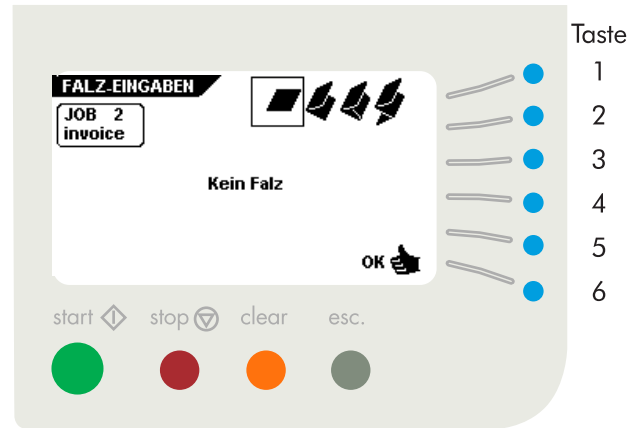 Taste
FALZ-EINGABEN
JOB 2
invoice
Kein Falz
OK
1
2
3
4
5
6
start stop clear esc.